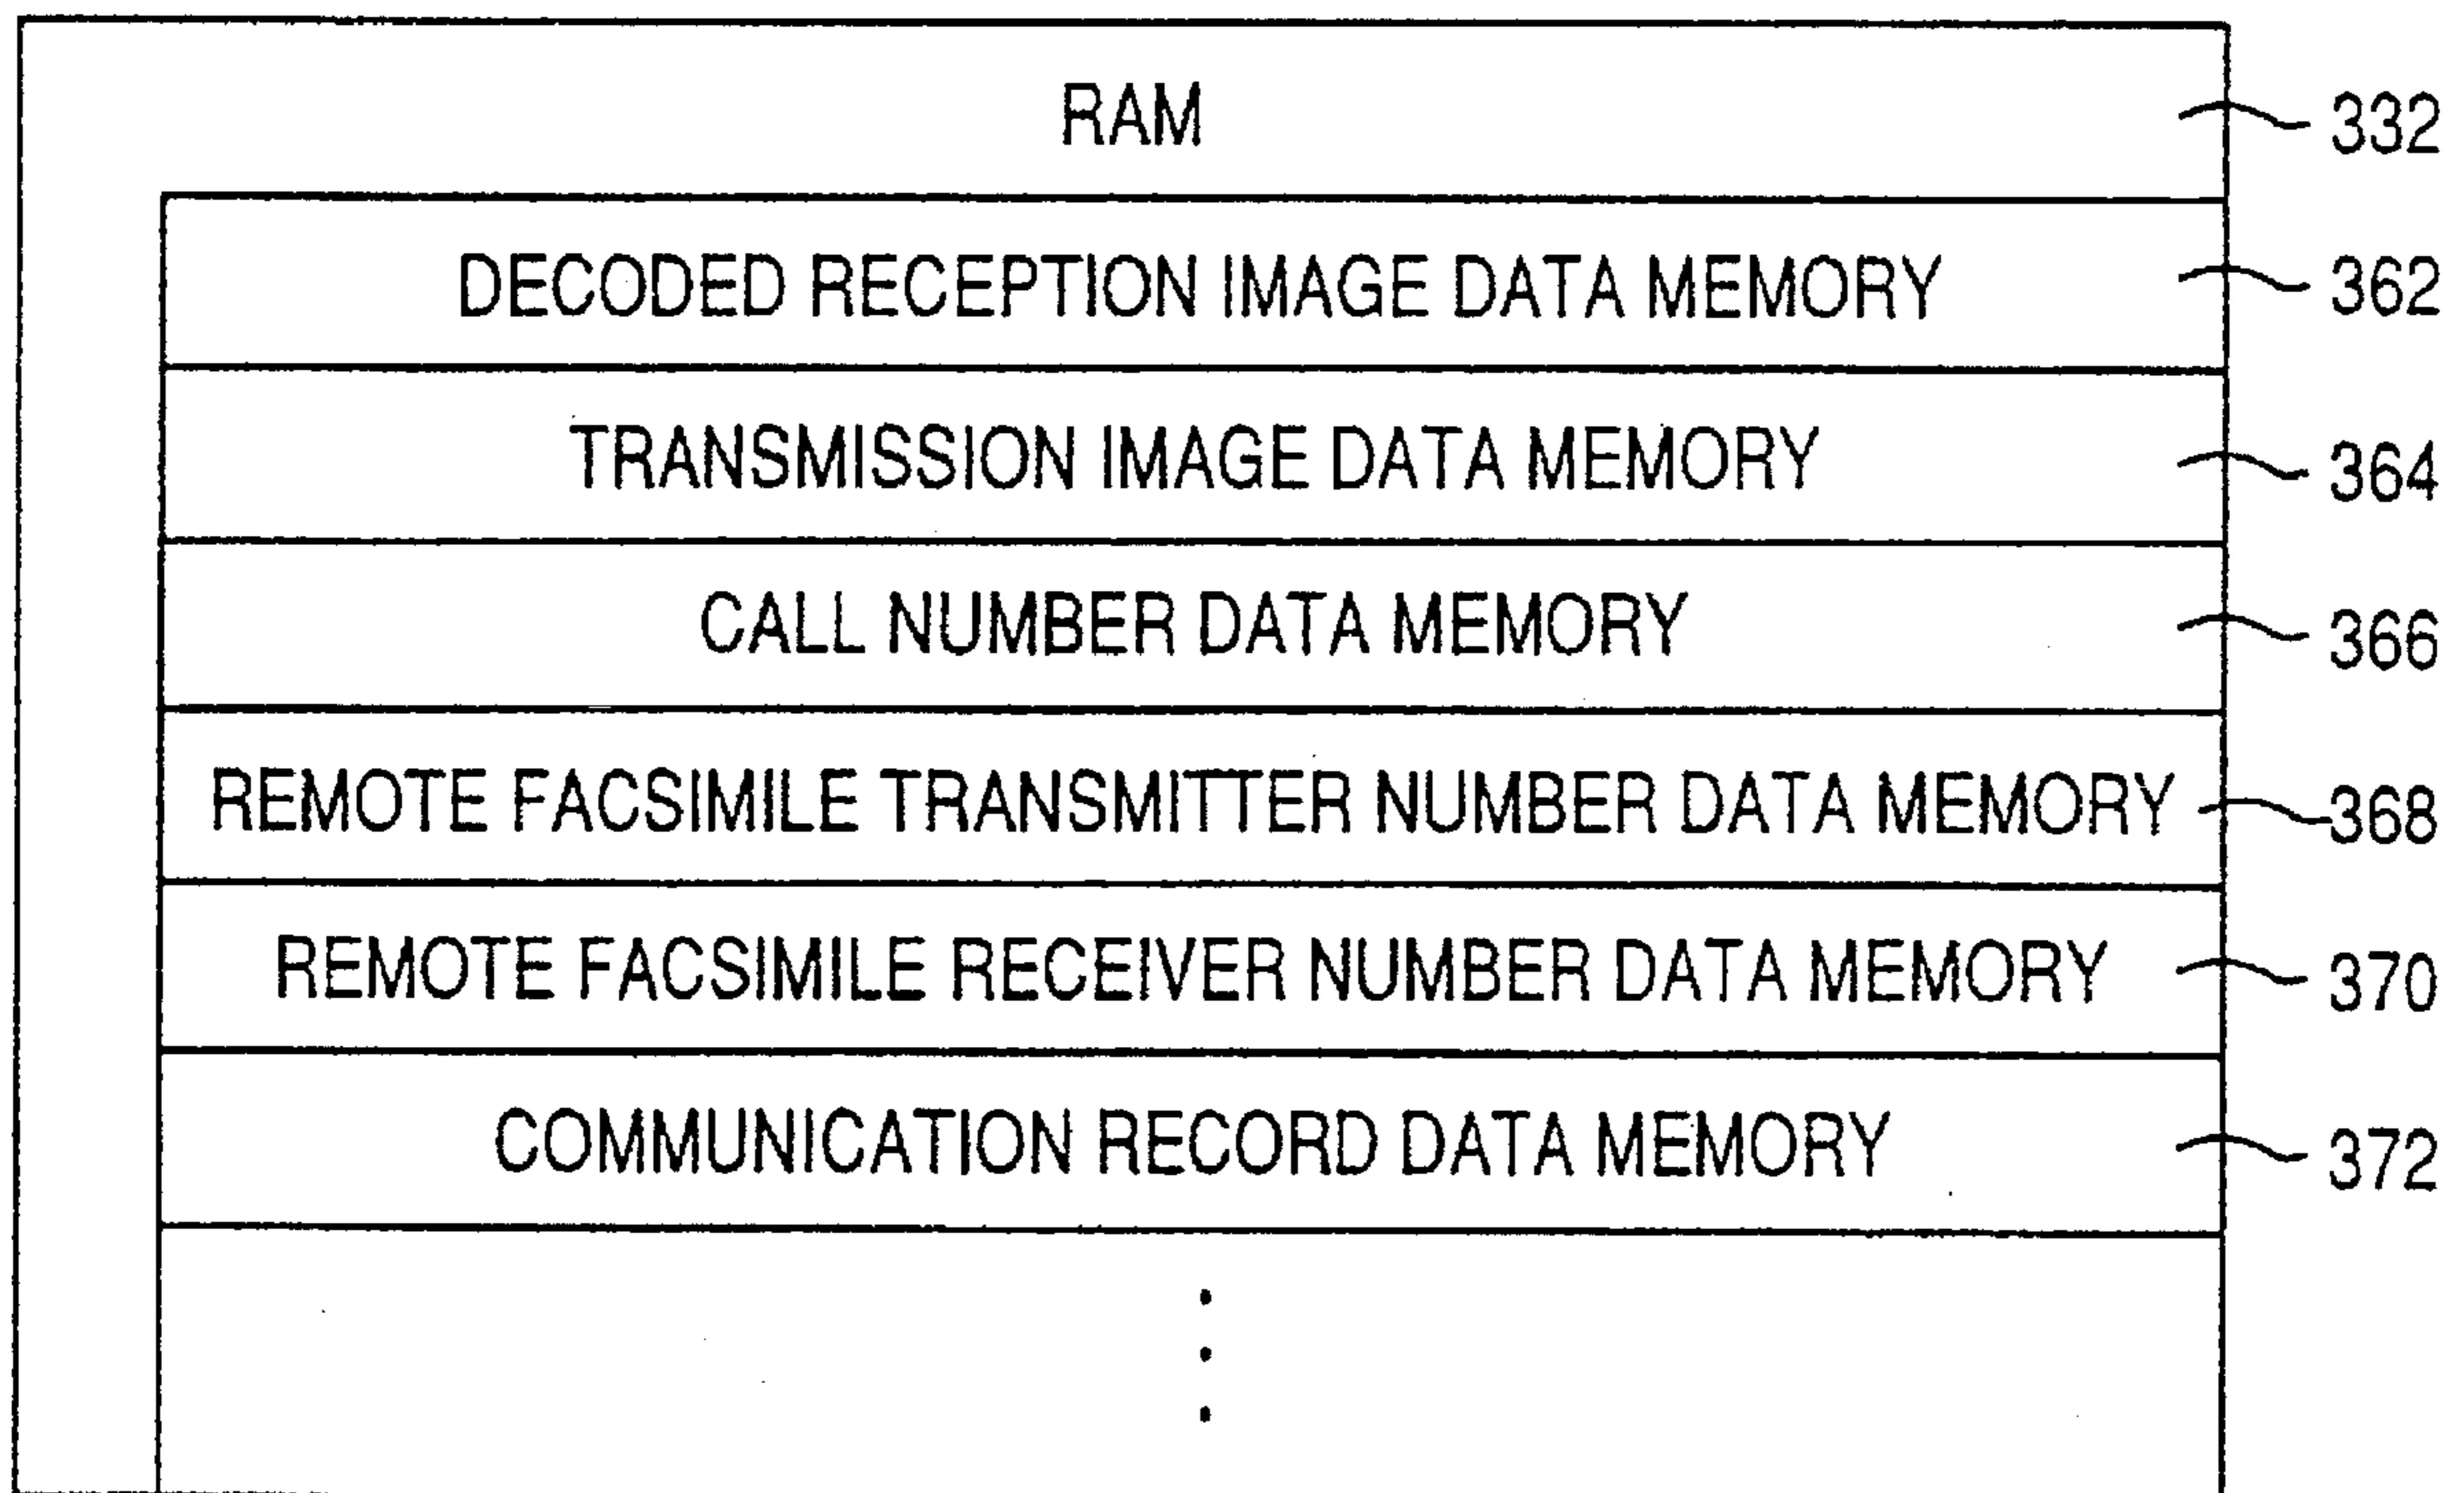 RAM 332
DECODED RECEPTION IMAGE DATA MEMORY 362
TRANSMISSION IMAGE DATA MEMORY 364
CALL NUMBER DATA MEMORY 366
REMOTE FACSIMILE TRANSMITTER NUMBER DATA MEMORY 368
REMOTE FACSIMILE RECEIVER NUMBER DATA MEMORY 370
COMMUNICATION RECORD DATA MEMORY 372